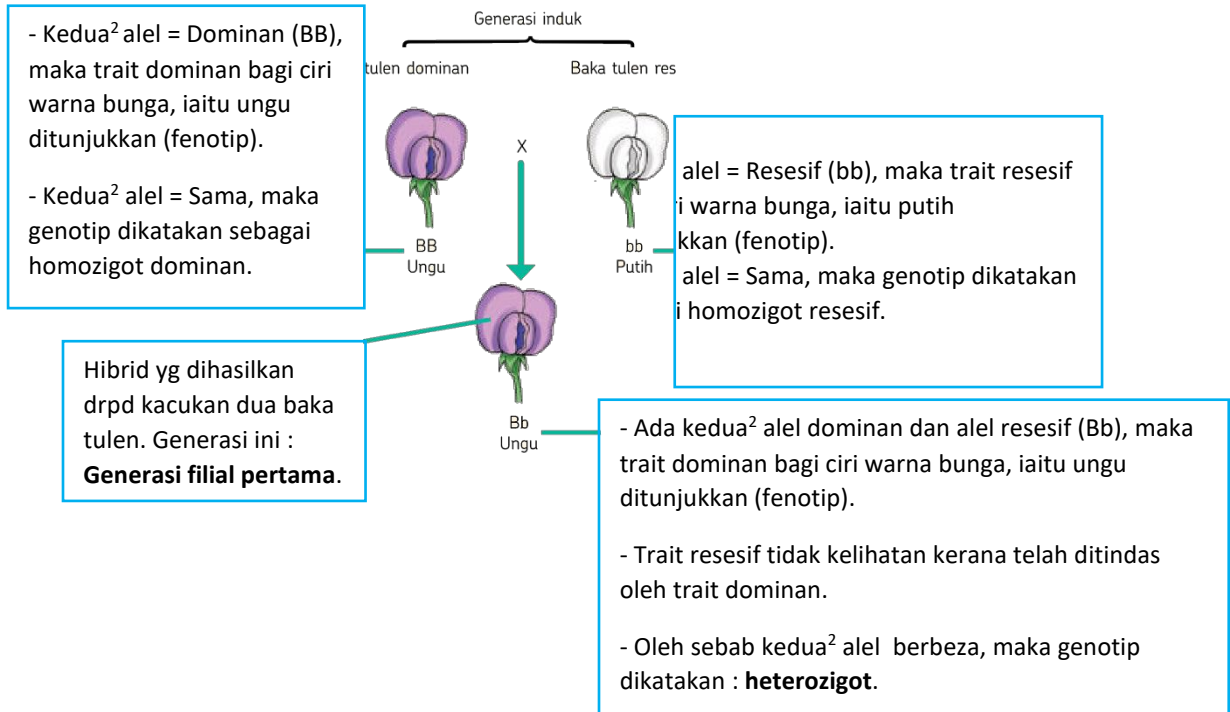 Generasi induk
- Kedua² alel = Dominan (BB),
maka trait dominan bagi ciri
warna bunga, iaitu ungu
ditunjukkan (fenotip).
- Kedua² alel = Sama, maka
genotip dikatakan sebagai
homozigot dominan.
tulen dominan
Baka tulen res
X
BB
Ungu
bb
Putih
alel = Resesif (bb), maka trait resesif
i warna bunga, iaitu putih
kkan (fenotip).
alel = Sama, maka genotip dikatakan
i homozigot resesif.
Hibrid yg dihasilkan
drpd kacukan dua baka
tulen. Generasi ini :
Generasi filial pertama.
Bb
Ungu
- Ada kedua² alel dominan dan alel resesif (Bb), maka
trait dominan bagi ciri warna bunga, iaitu ungu
ditunjukkan (fenotip).
- Trait resesif tidak kelihatan kerana telah ditindas
oleh trait dominan.
- Oleh sebab kedua² alel berbeza, maka genotip
dikatakan : heterozigot.